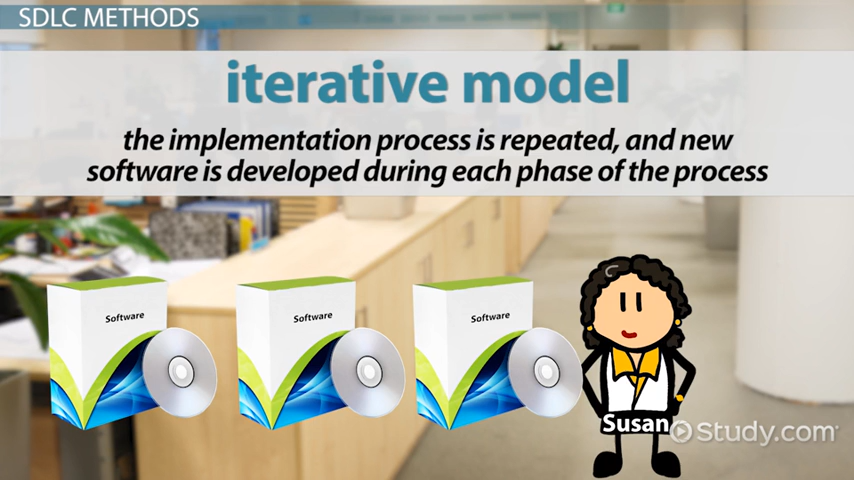 SDLC METHODS
iterative model
the implementation process is repeated, and new
software is developed during each phase of the process
Software
Software
Software
Susan
Study.com